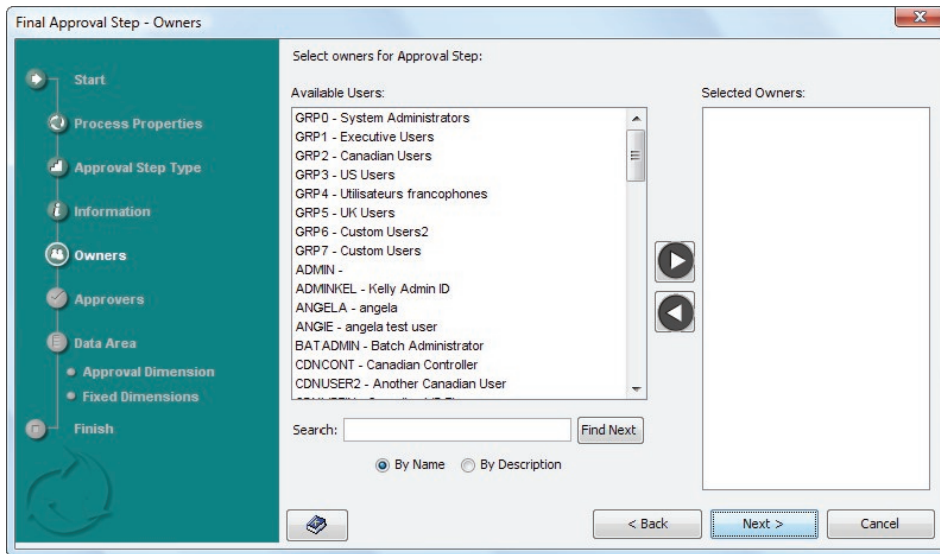 Final Approval Step - Owners
Start
Process Properties
Approval Step Type
Information
Owners
Approvers
Data Area
Approval Dimension
Fixed Dimensions
Finish
Select owners for Approval Step:
Available Users:
GRP0 - System Administrators
GRP1 - Executive Users
GRP2 - Canadian Users
GRP3 - US Users
GRP4 - Utilisateurs francophones
GRP5 - UK Users
GRP6 - Custom Users2
GRP7 - Custom Users
ADMIN -
ADMINKEL - Kelly Admin ID
ANGELA - angela
ANGIE - angela test user
BATADMIN - Batch Administrator
CDNCONT - Canadian Controller
CDNUSER2 - Another Canadian User
Selected Owners:
Search:
Find Next
By Name
By Description
< Back
Next >
Cancel